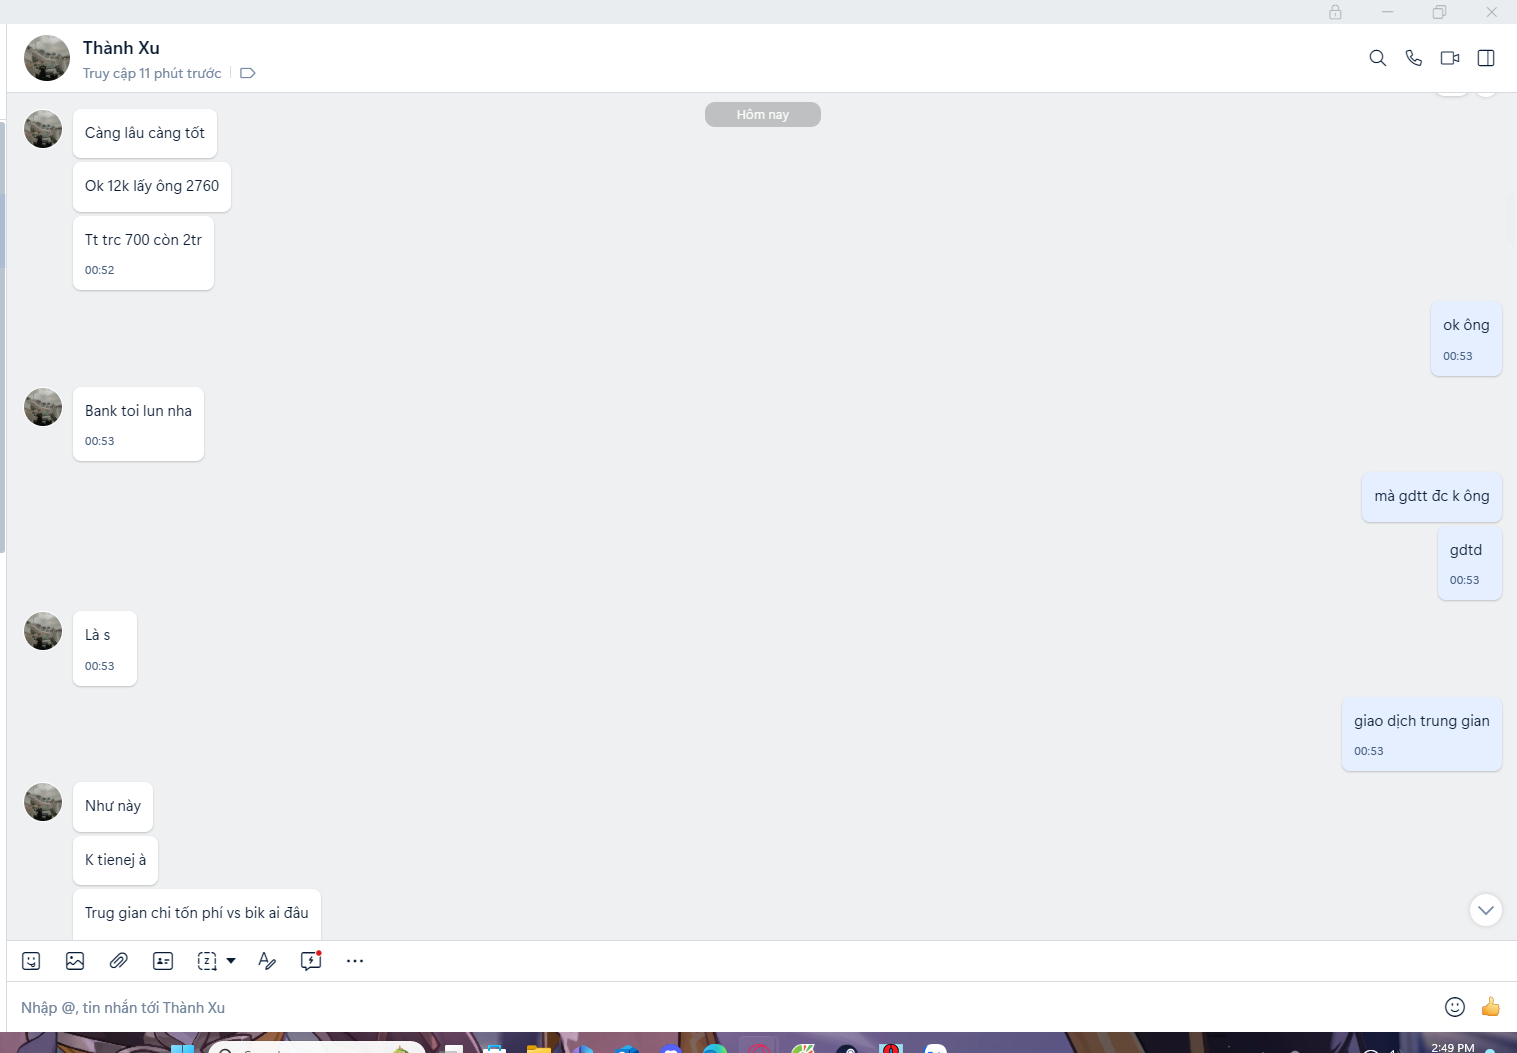 Thành Xu
Truy cập 11 phút trước
Hôm nay
Càng lâu càng tốt
Ok 12k lấy ông 2760
Tt trc 700 còn 2tr
00:52
ok ông
00:53
Bank toi lun nha
00:53
mà gdtt đc k ông
gdtd
00:53
Là s
00:53
giao dịch trung gian
00:53
Như này
K tienej à
Trug gian chi tốn phí vs bik ai đâu
Nhập @, tin nhắn tới Thành Xu
2:49 PM